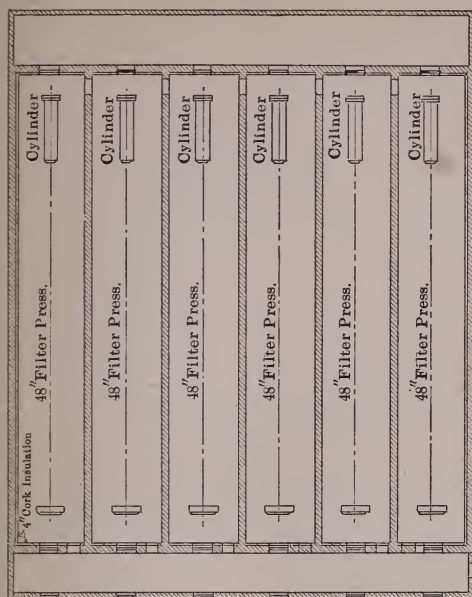 Cylinder
Cylinder
Cylinder
Cylinder
Cylinder
Cylinder
48" Filter Press.
48" Filter Press.
48" Filter Press.
48" Filter Press.
48" Filter Press.
48" Filter Press.
4" Cork Insulation